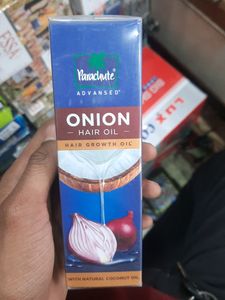 Parachute
ADVANSED
ONION
HAIR OIL
HAIR GROWTH OIL
WITH NATURAL COCONUT OIL